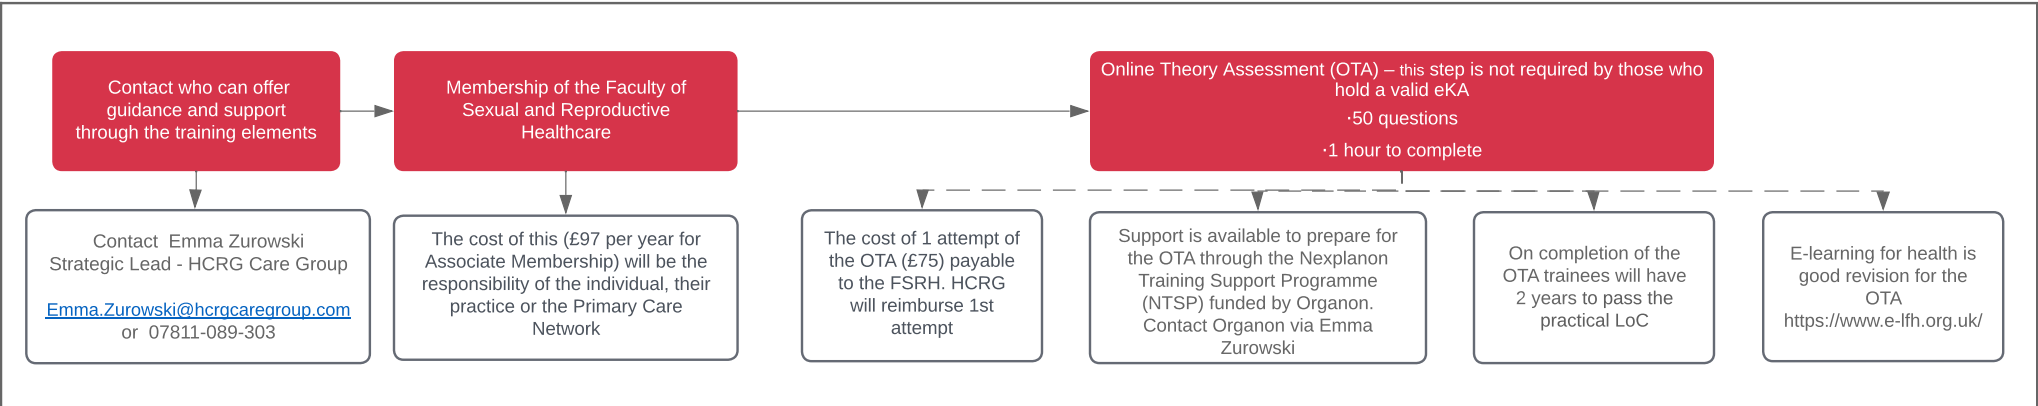 Contact who can offer
guidance and support
through the training elements
Membership of the Faculty of
Sexual and Reproductive
Healthcare
Online Theory Assessment (OTA) – this step is not required by those who
hold a valid eKA
·50 questions
·1 hour to complete
Contact  Emma Zurowski
Strategic Lead - HCRG Care Group
Emma.Zurowski@hcrgcaregroup.com
or  07811-089-303
The cost of this (£97 per year for
Associate Membership) will be the
responsibility of the individual, their
practice or the Primary Care
Network
The cost of 1 attempt of
the OTA (£75) payable
to the FSRH. HCRG
will reimburse 1st
attempt
Support is available to prepare for
the OTA through the Nexplanon
Training Support Programme
(NTSP) funded by Organon.
Contact Organon via Emma
Zurowski
On completion of the
OTA trainees will have
2 years to pass the
practical LoC
E-learning for health is
good revision for the
OTA
https://www.e-lfh.org.uk/